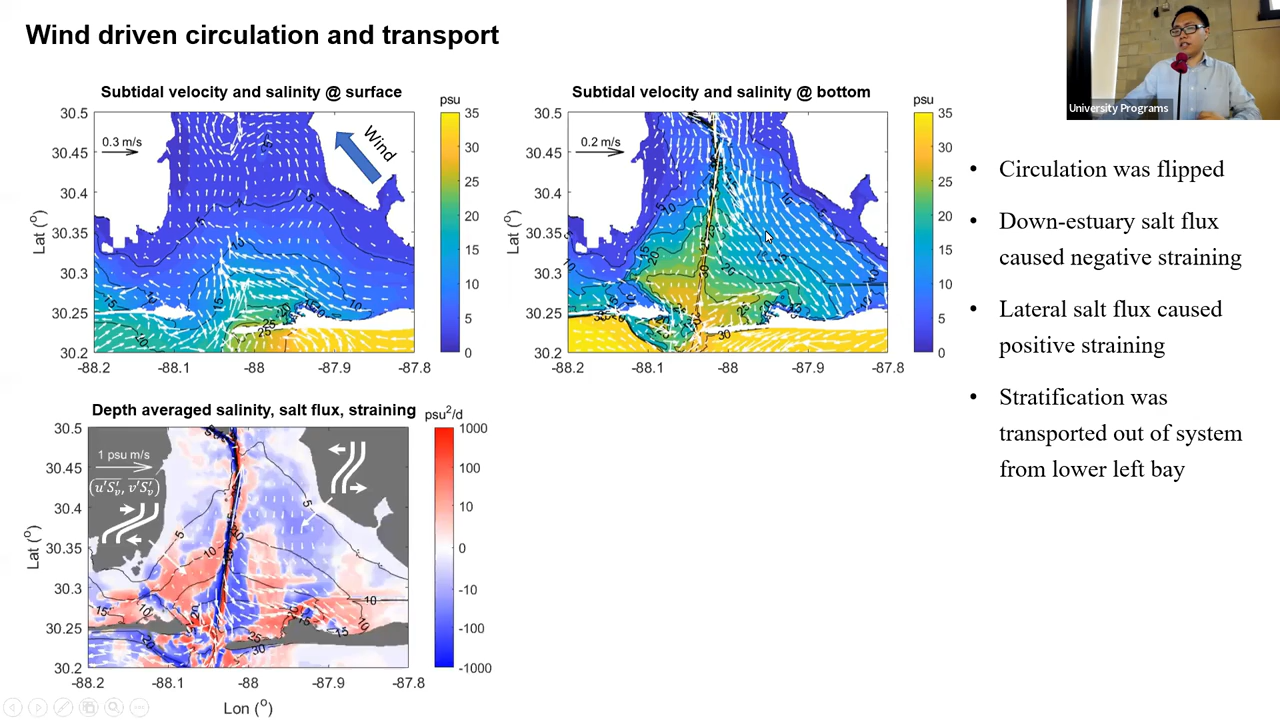 Wind driven circulation and transport
University Programs
Subtidal velocity and salinity @ surface
psu
0.3 m/s
Wind
30.5
30.45
30.4
30.35
30.3
30.25
30.2
Lat (°)
-88.2
-88.1
-88
-87.9
-87.8
35
30
25
20
15
10
5
0
Subtidal velocity and salinity @ bottom
psu
0.2 m/s
30.5
30.45
30.4
30.35
30.3
30.25
30.2
Lat (°)
-88.2
-88.1
-88
-87.9
-87.8
35
30
25
20
15
10
5
0
• Circulation was flipped
• Down-estuary salt flux
caused negative straining
• Lateral salt flux caused
positive straining
• Stratification was
transported out of system
from lower left bay
Depth averaged salinity, salt flux, straining
psu²/d
1 psu m/s
30.5
30.45
30.4
30.35
30.3
30.25
30.2
Lat (°)
-88.2
-88.1
-88
-87.9
-87.8
Lon (°)
1000
100
10
0
-10
-100
-1000